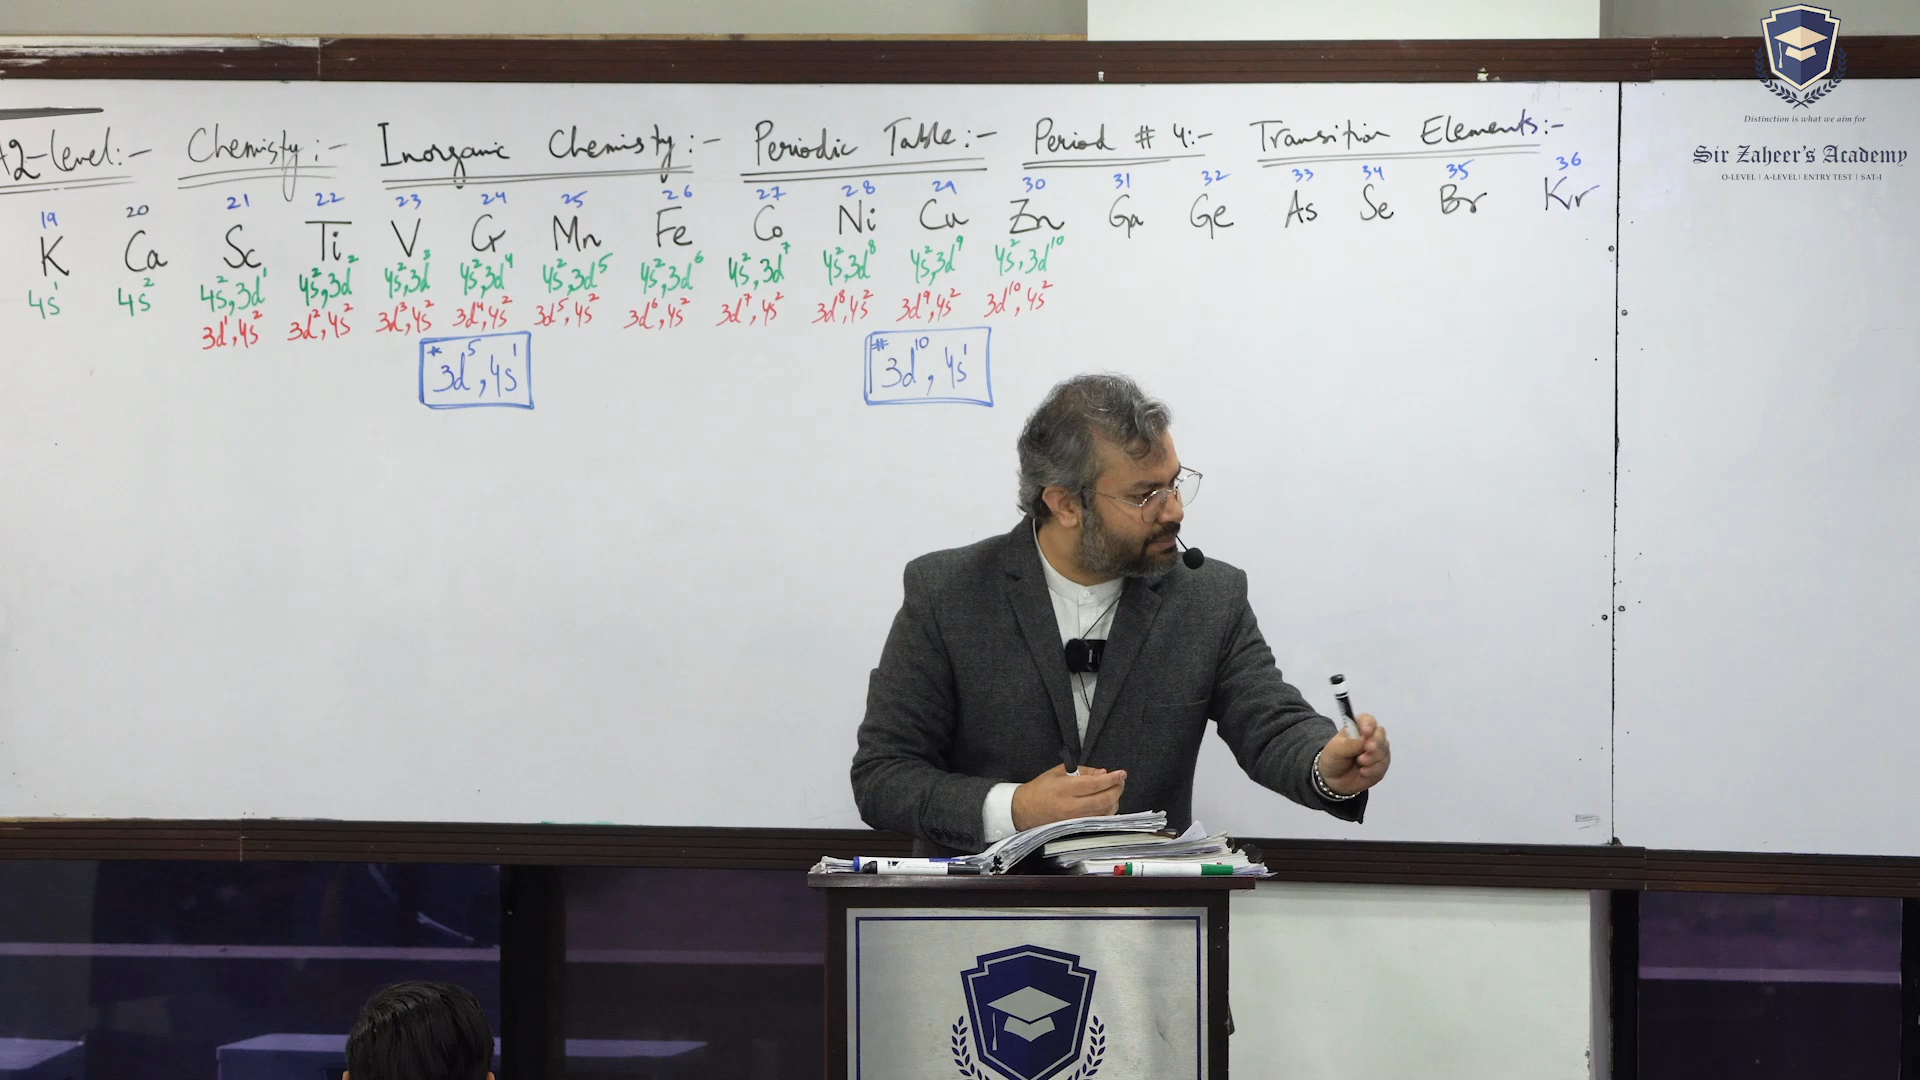 A2-level:- Chemisty:- Inorganic Chemisty:- Periodic Table:- Period # 4:- Transition Elements:-
19 20 21 22 23 24 25 26 27 28 29 30 31 32 33 34 35 36
K Ca Sc Ti V Cr Mn Fe Co Ni Cu Zn Ga Ge As Se Br Kr
4s¹ 4s² 4s²,3d¹ 4s²,3d² 4s²,3d³ 4s²,3d⁴ 4s²,3d⁵ 4s²,3d⁶ 4s²,3d⁷ 4s²,3d⁸ 4s²,3d⁹ 4s²,3d¹⁰
3d¹,4s² 3d²,4s² 3d³,4s² 3d⁴,4s² 3d⁵,4s² 3d⁶,4s² 3d⁷,4s² 3d⁸,4s² 3d⁹,4s² 3d¹⁰,4s²
* 3d⁵,4s¹ # 3d¹⁰,4s¹
Distinction is what we aim for
Sir Zaheer's Academy
O-LEVEL | A-LEVEL | ENTRY TEST | SAT-I